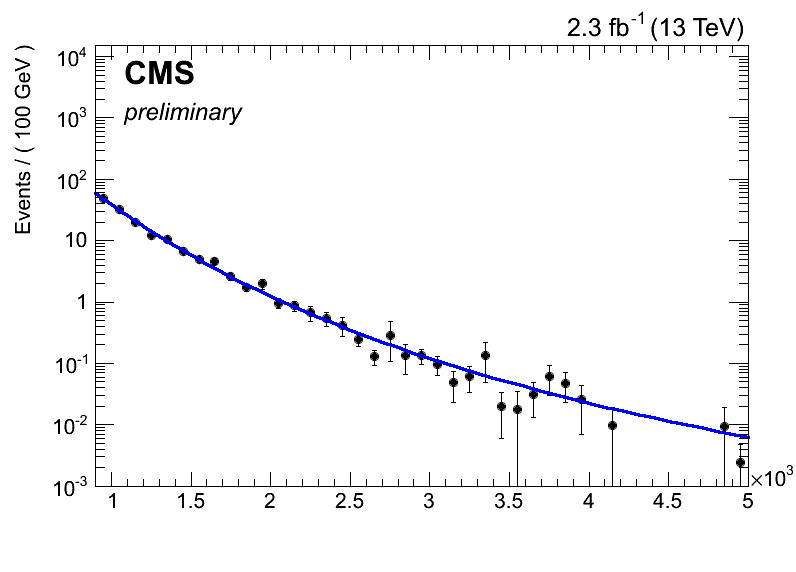 2.3 fb⁻¹ (13 TeV)
CMS
preliminary
Events / ( 100 GeV )
10⁴
10³
10²
10
1
10⁻¹
10⁻²
10⁻³
1 1.5 2 2.5 3 3.5 4 4.5 5
×10³